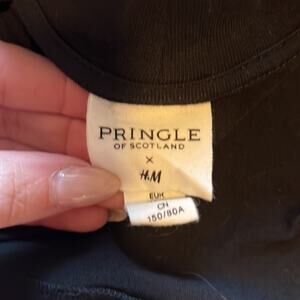 PRINGLE
OF SCOTLAND
×
H.M
EUR
CN
150/80A